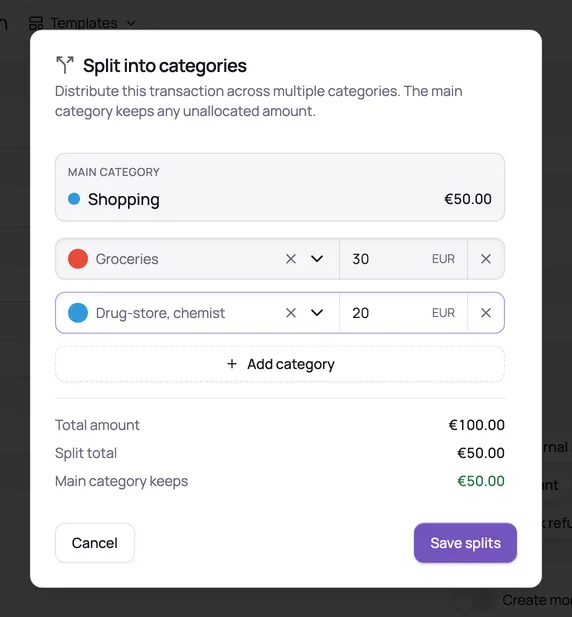 Templates
Split into categories
Distribute this transaction across multiple categories. The main
category keeps any unallocated amount.
MAIN CATEGORY
Shopping €50.00
Groceries 30 EUR
Drug-store, chemist 20 EUR
+ Add category
Total amount €100.00
Split total €50.00
Main category keeps €50.00
Cancel Save splits